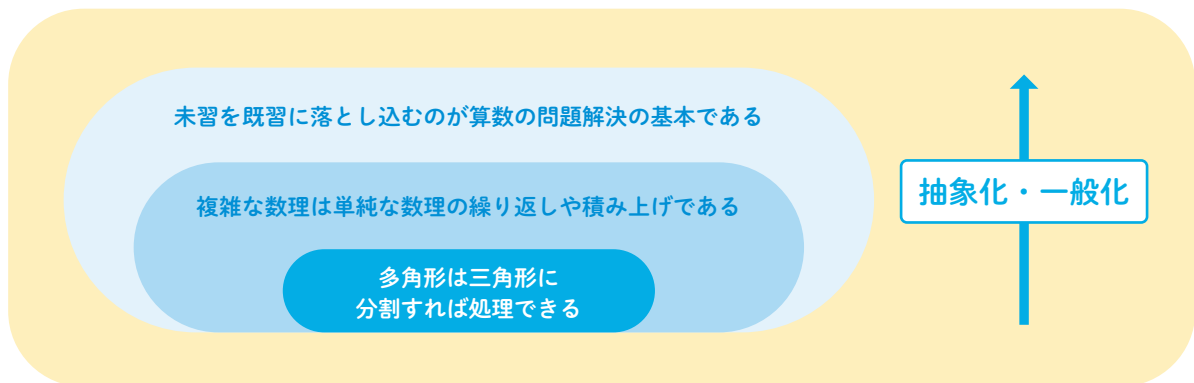 未習を既習に落とし込むのが算数の問題解決の基本である
複雑な数理は単純な数理の繰り返しや積み上げである
多角形は三角形に
分割すれば処理できる
抽象化・一般化